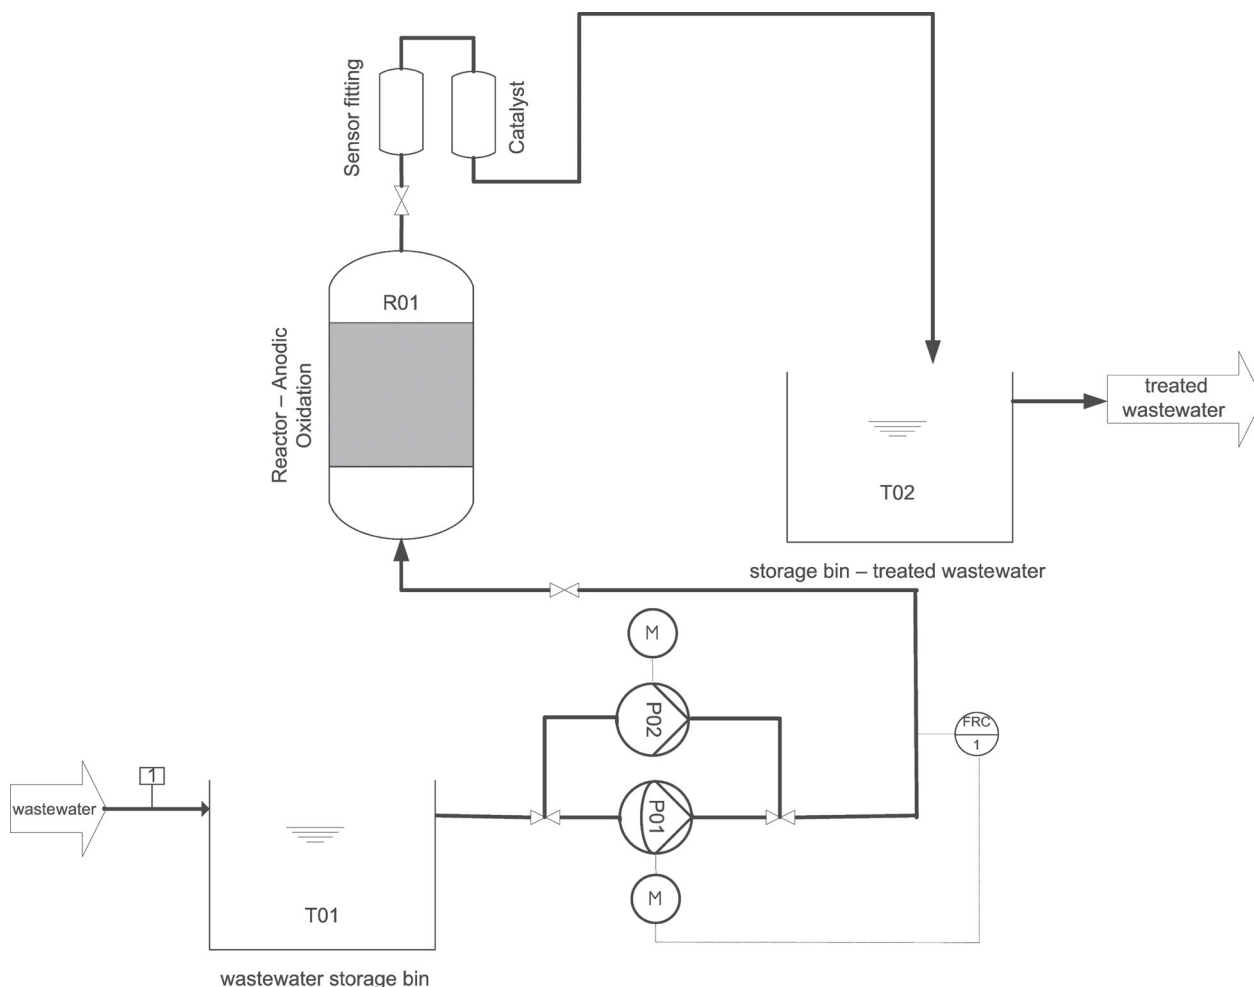 Sensor fitting
Catalyst
R01
Reactor – Anodic
Oxidation
treated
wastewater
T02
storage bin – treated wastewater
M
P02
FRC
1
1
wastewater
P01
M
T01
wastewater storage bin